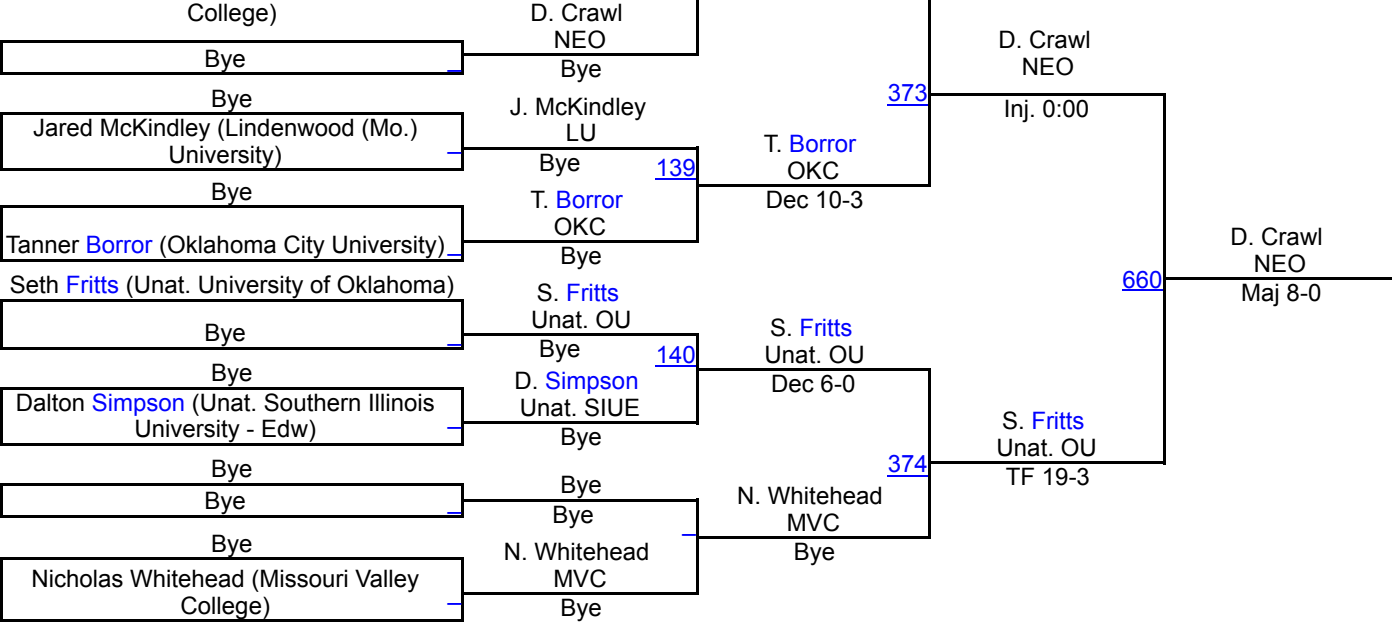 College)
Bye
Bye
Jared McKindley (Lindenwood (Mo.)
University)
Bye
Tanner Borror (Oklahoma City University)
Seth Fritts (Unat. University of Oklahoma)
Bye
Bye
Dalton Simpson (Unat. Southern Illinois
University - Edw)
Bye
Bye
Bye
Nicholas Whitehead (Missouri Valley
College)
D. Crawl
NEO
Bye
J. McKindley
LU
Bye
139
T. Borror
OKC
Bye
S. Fritts
Unat. OU
Bye
140
D. Simpson
Unat. SIUE
Bye
Bye
Bye
N. Whitehead
MVC
Bye
373
T. Borror
OKC
Dec 10-3
S. Fritts
Unat. OU
Dec 6-0
374
N. Whitehead
MVC
Bye
D. Crawl
NEO
Inj. 0:00
660
S. Fritts
Unat. OU
TF 19-3
D. Crawl
NEO
Maj 8-0